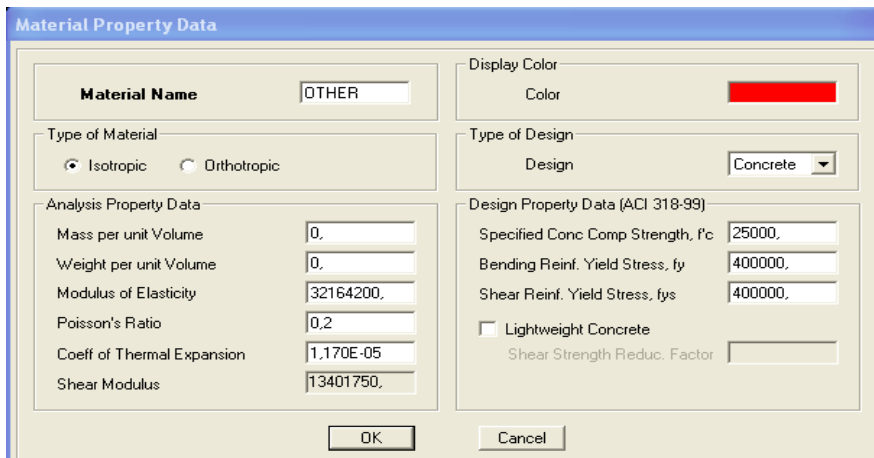 Material Property Data
Material Name OTHER
Display Color
Color
Type of Material
Isotropic Orthotropic
Type of Design
Design Concrete
Analysis Property Data
Mass per unit Volume 0,
Weight per unit Volume 0,
Modulus of Elasticity 32164200,
Poisson's Ratio 0,2
Coeff of Thermal Expansion 1,170E-05
Shear Modulus 13401750,
Design Property Data (ACI 318-99)
Specified Conc Comp Strength, f'c 25000,
Bending Reinf. Yield Stress, fy 400000,
Shear Reinf. Yield Stress, fys 400000,
Lightweight Concrete
Shear Strength Reduc. Factor
OK Cancel